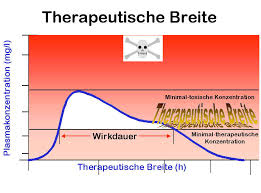 Therapeutische Breite
Plasmakonzentration (mg/l)
Minimal-toxische Konzentration
Therapeutische Breite
Minimal-therapeutische
Konzentration
Wirkdauer
Therapeutische Breite (h)